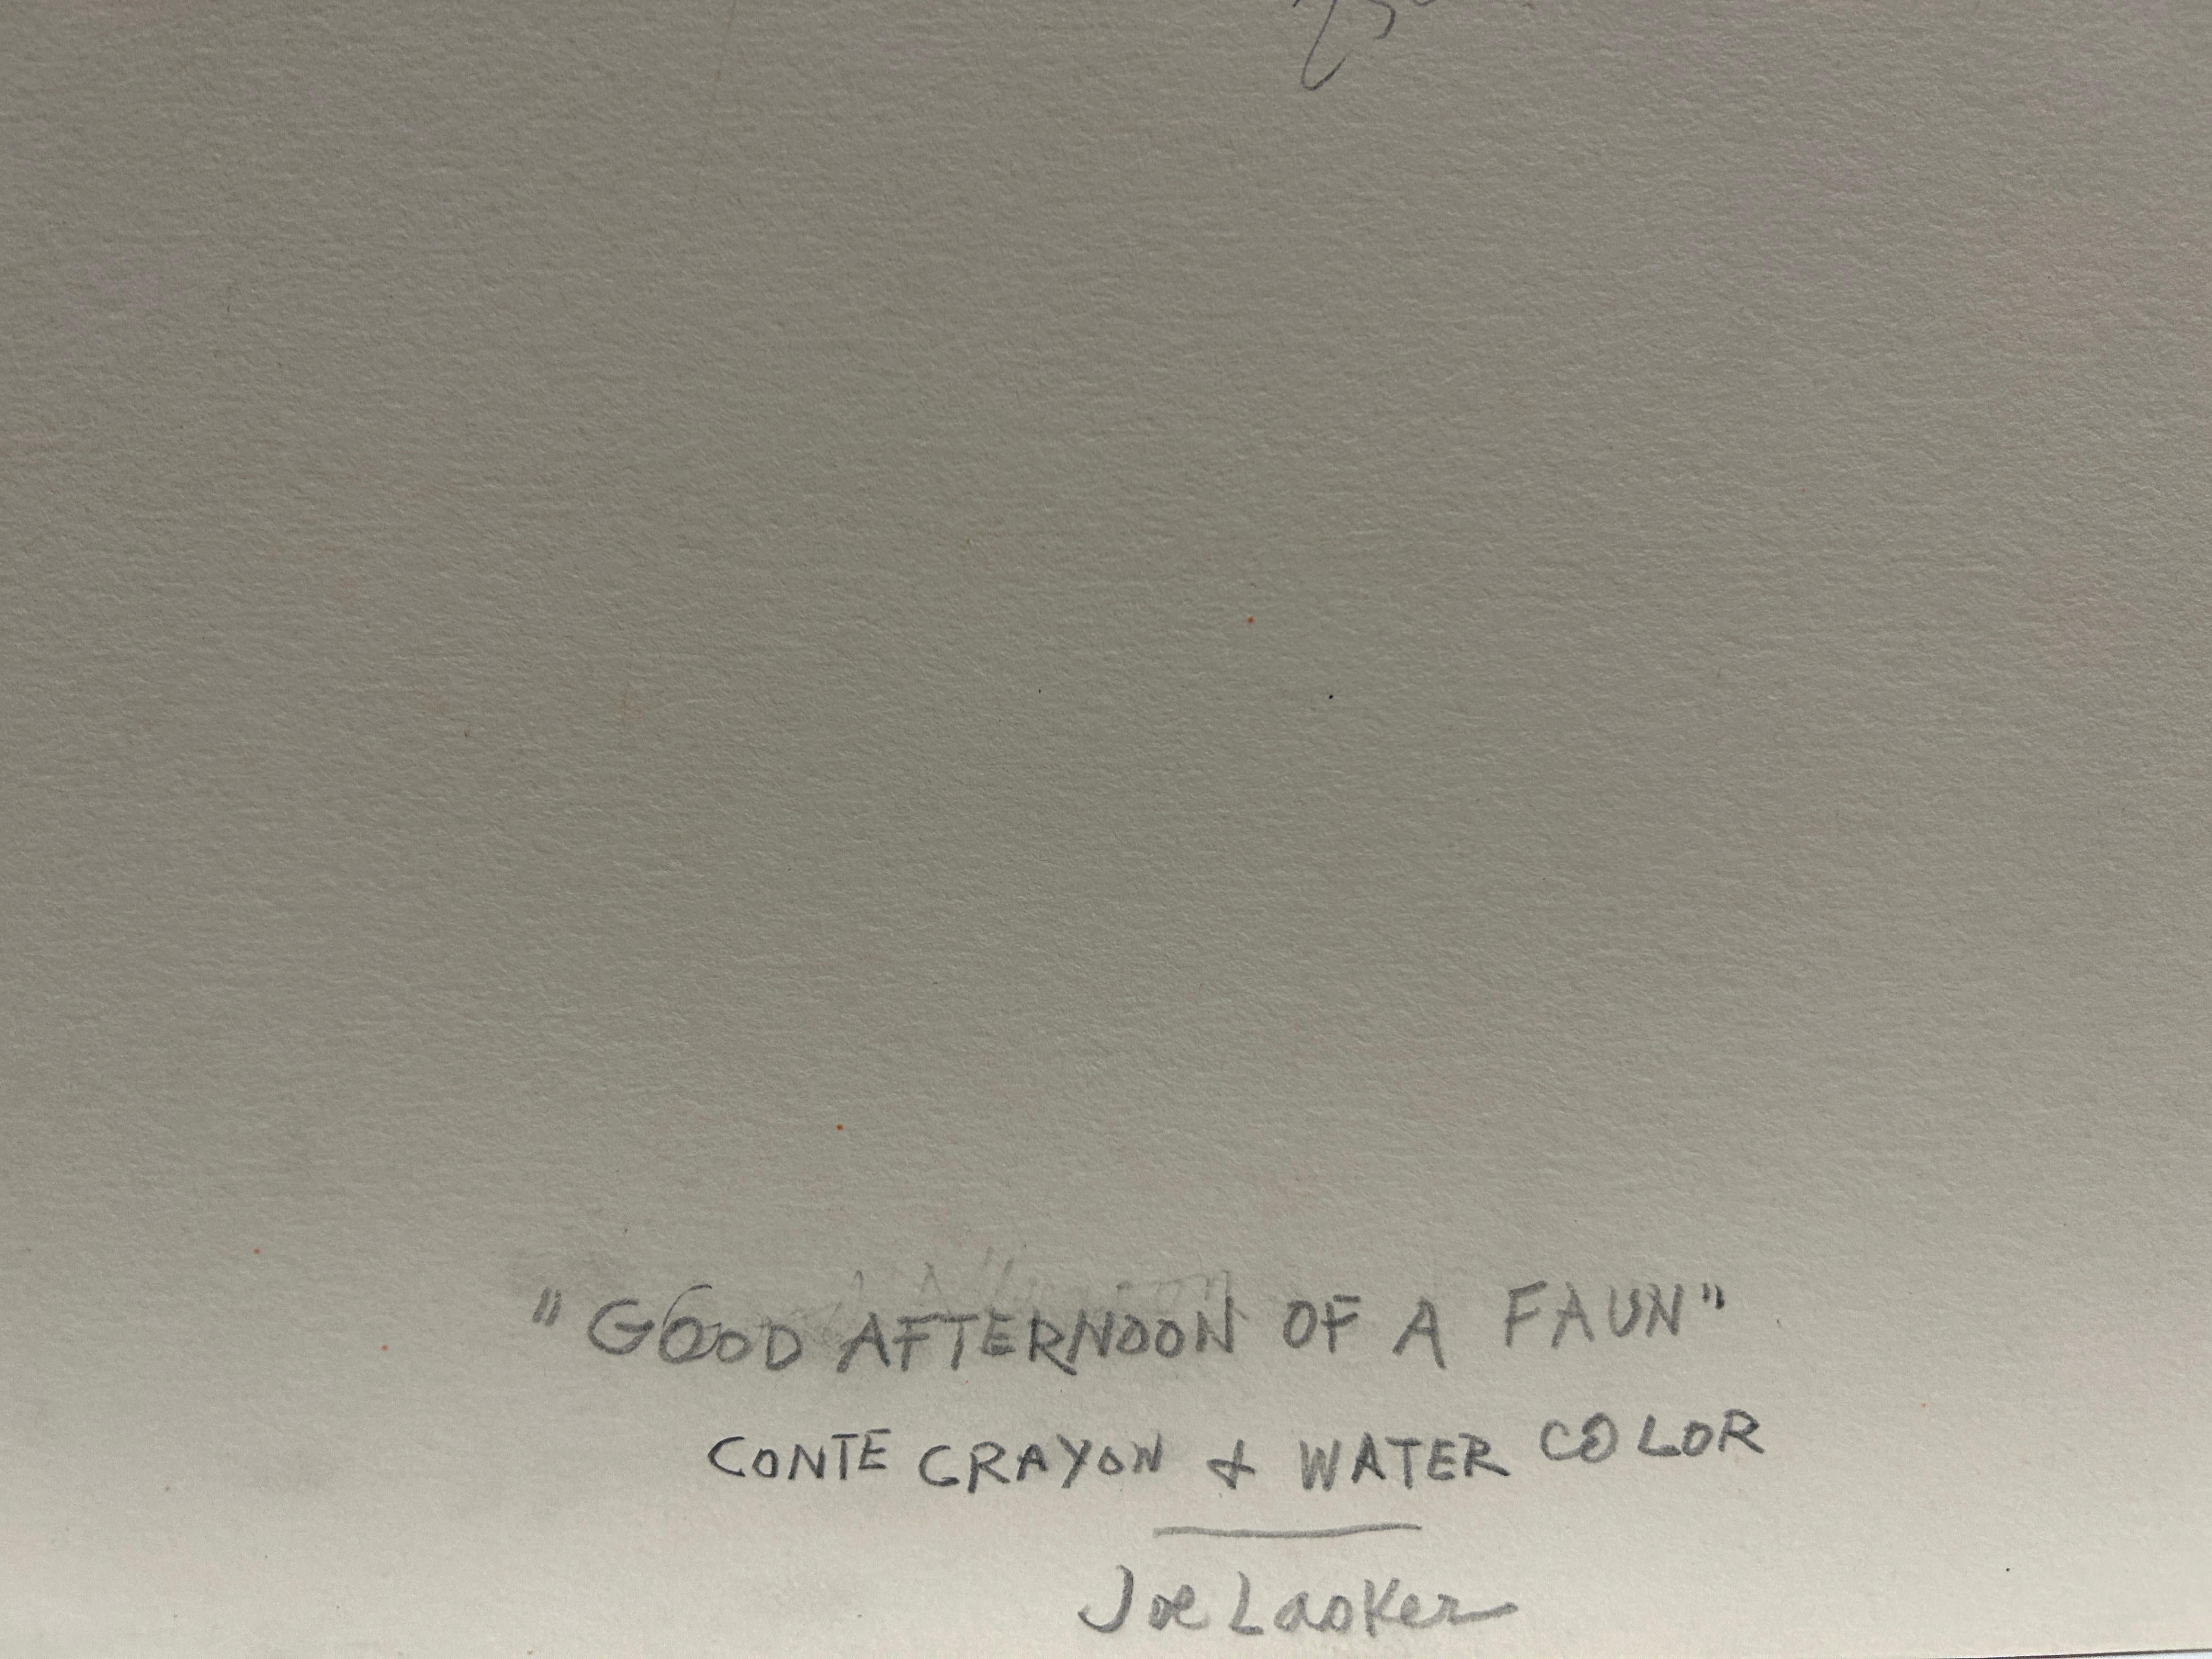 "GOOD AFTERNOON OF A FAUN"
CONTE CRAYON + WATER COLOR
Joe Lasker